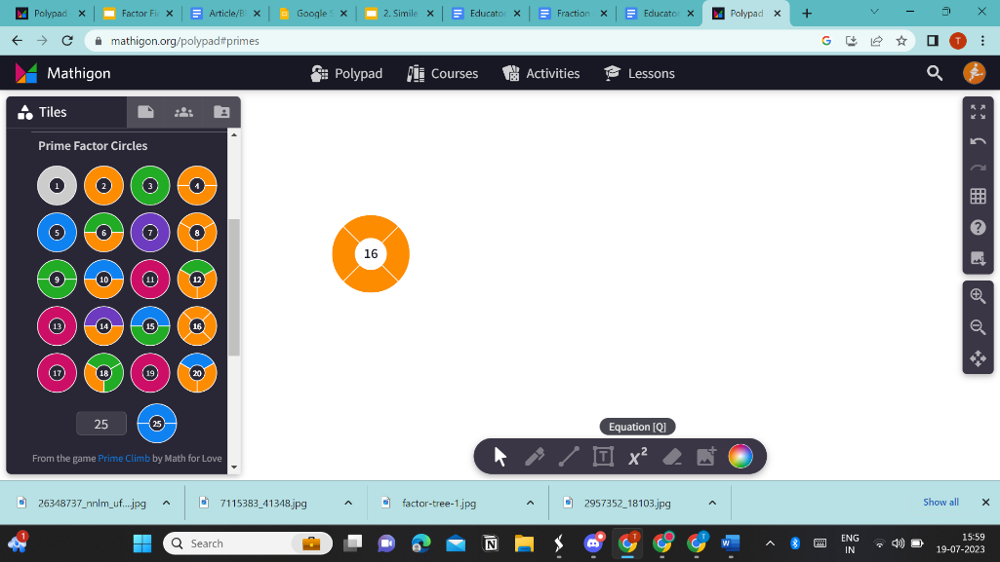 Polypad
Factor Fi
Article/Bl
Google S
2. Simile
Educator
Fraction
Educator
Polypad
mathigon.org/polypad#primes
T
Mathigon
Polypad
Courses
Activities
Lessons
Tiles
Prime Factor Circles
1 2 3 4
5 6 7 8
9 10 11 12
13 14 15 16
17 18 19 20
25 25
From the game Prime Climb by Math for Love
16
Equation [Q]
T x²
26348737_nnlm_uf....jpg
7115383_41348.jpg
factor-tree-1.jpg
2957352_18103.jpg
Show all
1
Search
ENG
IN
15:59
19-07-2023